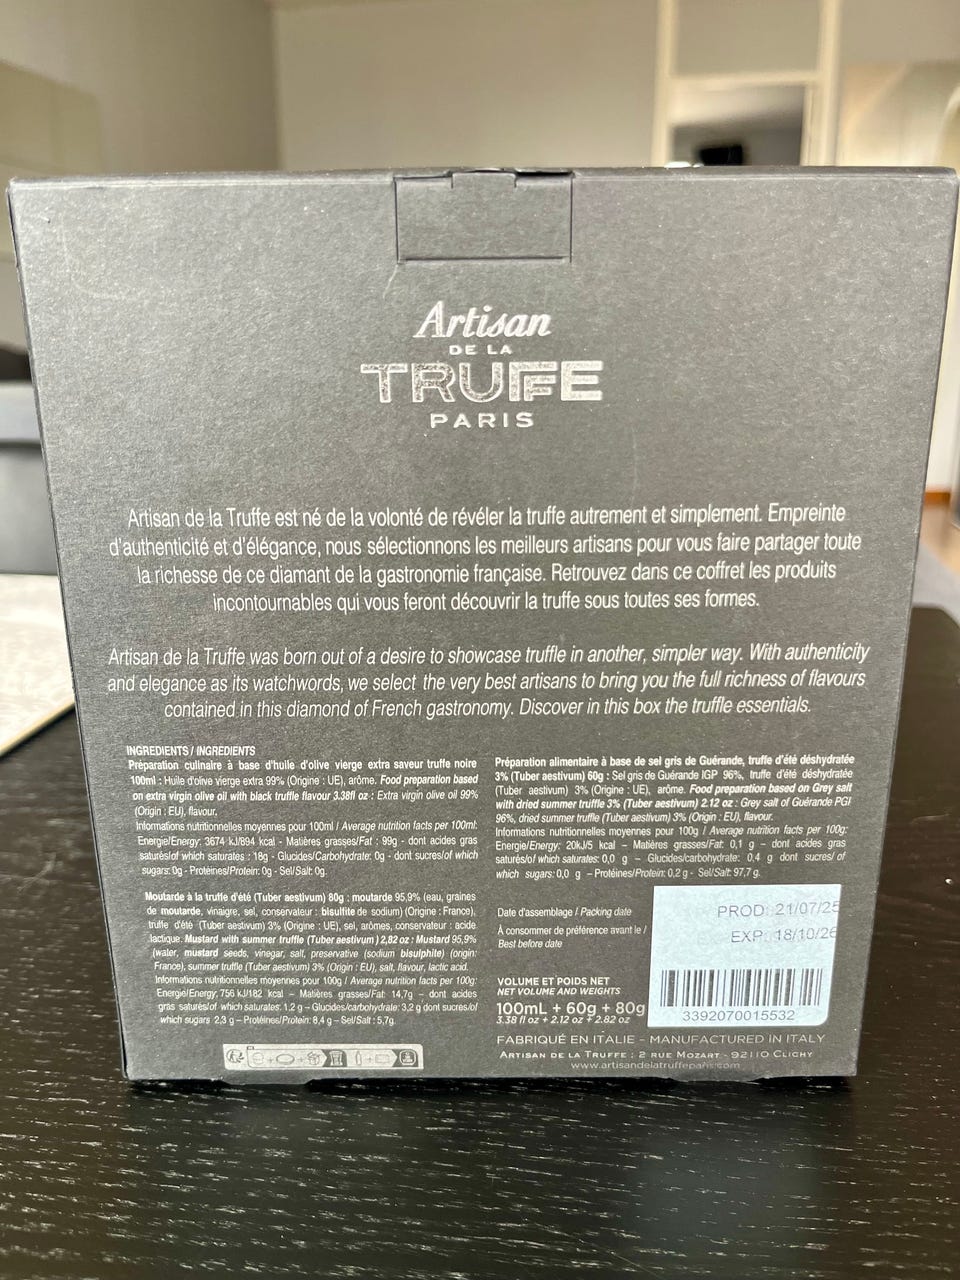 Artisan
DE LA
TRUFFE
PARIS
Artisan de la Truffe est né de la volonté de révéler la truffe autrement et simplement. Empreinte
d'authenticité et d'élégance, nous sélectionnons les meilleurs artisans pour vous faire partager toute
la richesse de ce diamant de la gastronomie française. Retrouvez dans ce coffret les produits
incontournables qui vous feront découvrir la truffe sous toutes ses formes.
Artisan de la Truffe was born out of a desire to showcase truffle in another, simpler way. With authenticity
and elegance as its watchwords, we select the very best artisans to bring you the full richness of flavours
contained in this diamond of French gastronomy. Discover in this box the truffle essentials.
INGREDIENTS / INGREDIENTS
Préparation culinaire à base d'huile d'olive vierge extra saveur truffe noire
100ml : Huile d'olive vierge extra 99% (Origine : UE), arôme. Food preparation based
on extra virgin olive oil with black truffle flavour 3.38fl oz : Extra virgin olive oil 99%
(Origin : EU), flavour.
Informations nutritionnelles moyennes pour 100ml / Average nutrition facts per 100ml:
Energie/Energy: 3674 kJ/894 kcal - Matières grasses/Fat : 99g - dont acides gras
saturés/of which saturates : 18g - Glucides/Carbohydrate: 0g - dont sucres/of which
sugars: 0g - Protéines/Protein: 0g - Sel/Salt: 0g.
Moutarde à la truffe d'été (Tuber aestivum) 80g : moutarde 95,9% (eau, graines
de moutarde, vinaigre, sel, conservateur : bisulfite de sodium) (Origine : France),
truffe d'été (Tuber aestivum) 3% (Origine : UE), sel, arômes, conservateur : acide
lactique. Mustard with summer truffle (Tuber aestivum ) 2,82 oz : Mustard 95,9%
(water, mustard seeds, vinegar, salt, preservative (sodium bisulphite) (origin:
France), summer truffle (Tuber aestivum) 3% (Origin : EU), salt, flavour, lactic acid.
Informations nutritionnelles moyennes pour 100g / Average nutrition facts per 100g:
Energie/Energy: 756 kJ/182 kcal – Matières grasses/Fat: 14,7g – dont acides
gras saturés/of which saturates: 1,2 g – Glucides/carbohydrate: 3,2 g dont sucres/of
which sugars 2,3 g – Protéines/Protein: 8,4 g – Sel/Salt : 5,7g.
Préparation alimentaire à base de sel gris de Guérande, truffe d'été déshydratée
3% (Tuber aestivum) 60g : Sel gris de Guérande IGP 96%, truffe d'été déshydratée
(Tuber aestivum) 3% (Origine : UE), arôme. Food preparation based on Grey salt
with dried summer truffle 3% (Tuber aestivum) 2.12 oz : Grey salt of Guérande PGI
96%, dried summer truffle (Tuber aestivum) 3% (Origin : EU), flavour.
Informations nutritionnelles moyennes pour 100g / Average nutrition facts per 100g:
Energie/Energy: 20kJ/5 kcal – Matières grasses/Fat: 0,1 g – dont acides gras
saturés/of which saturates: 0,0 g – Glucides/carbohydrate: 0.4 g dont sucres/ of
which sugars: 0,0 g – Protéines/Protein: 0,2 g - Sel/Salt: 97,7 g.
Date d'assemblage / Packing date
À consommer de préférence avant le /
Best before date
PROD: 21/07/25
EXP: 18/10/26
3392070015532
VOLUME ET POIDS NET
NET VOLUME AND WEIGHTS
100mL + 60g + 80g
3.38 fl oz + 2.12 oz + 2.82 oz
FABRIQUÉ EN ITALIE - MANUFACTURED IN ITALY
ARTISAN DE LA TRUFFE : 2 RUE MOZART - 92110 CLICHY
www.artisandelatruffeparis.com